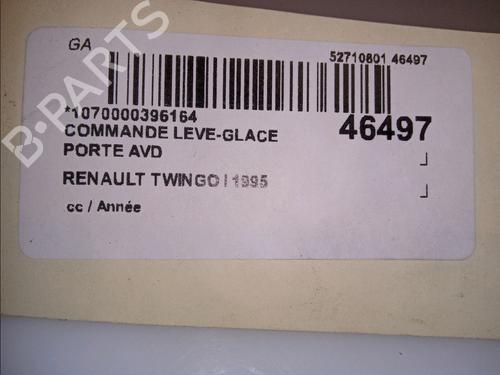 GA
52710801 46497
*1070000396164
46497
COMMANDE LEVE-GLACE
PORTE AVD
RENAULT TWINGO I 1995
cc / Année
B-PARTS